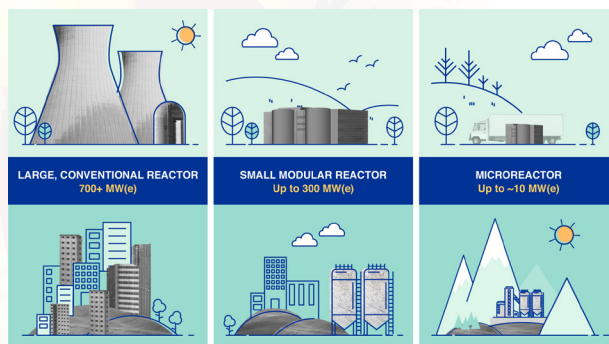 LARGE, CONVENTIONAL REACTOR
700+ MW(e)
SMALL MODULAR REACTOR
Up to 300 MW(e)
MICROREACTOR
Up to ~10 MW(e)